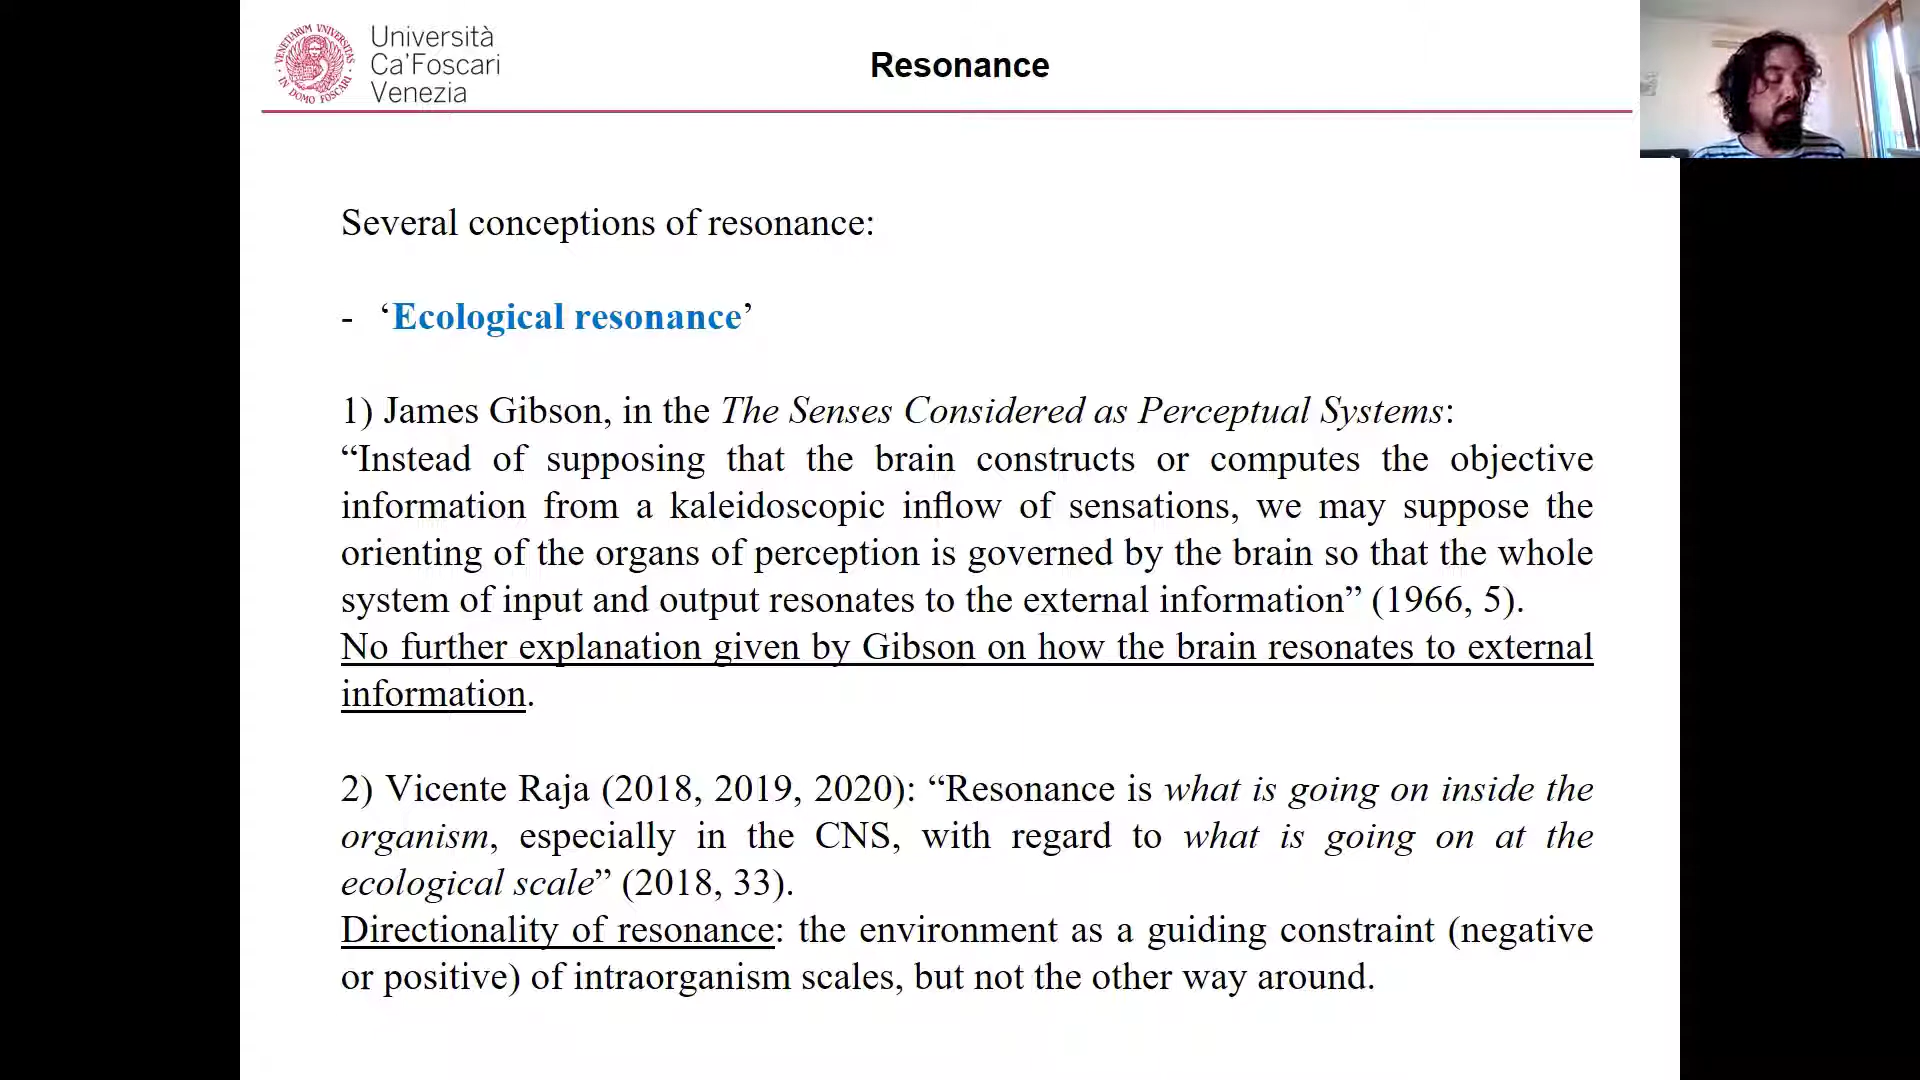 Università
Ca'Foscari
Venezia
VENETIARVM VNIVERSITAS
IN DOMO FOSCARI
Resonance
Several conceptions of resonance:
- ‘Ecological resonance’
1) James Gibson, in the The Senses Considered as Perceptual Systems:
“Instead of supposing that the brain constructs or computes the objective
information from a kaleidoscopic inflow of sensations, we may suppose the
orienting of the organs of perception is governed by the brain so that the whole
system of input and output resonates to the external information” (1966, 5).
No further explanation given by Gibson on how the brain resonates to external
information.
2) Vicente Raja (2018, 2019, 2020): “Resonance is what is going on inside the
organism, especially in the CNS, with regard to what is going on at the
ecological scale” (2018, 33).
Directionality of resonance: the environment as a guiding constraint (negative
or positive) of intraorganism scales, but not the other way around.